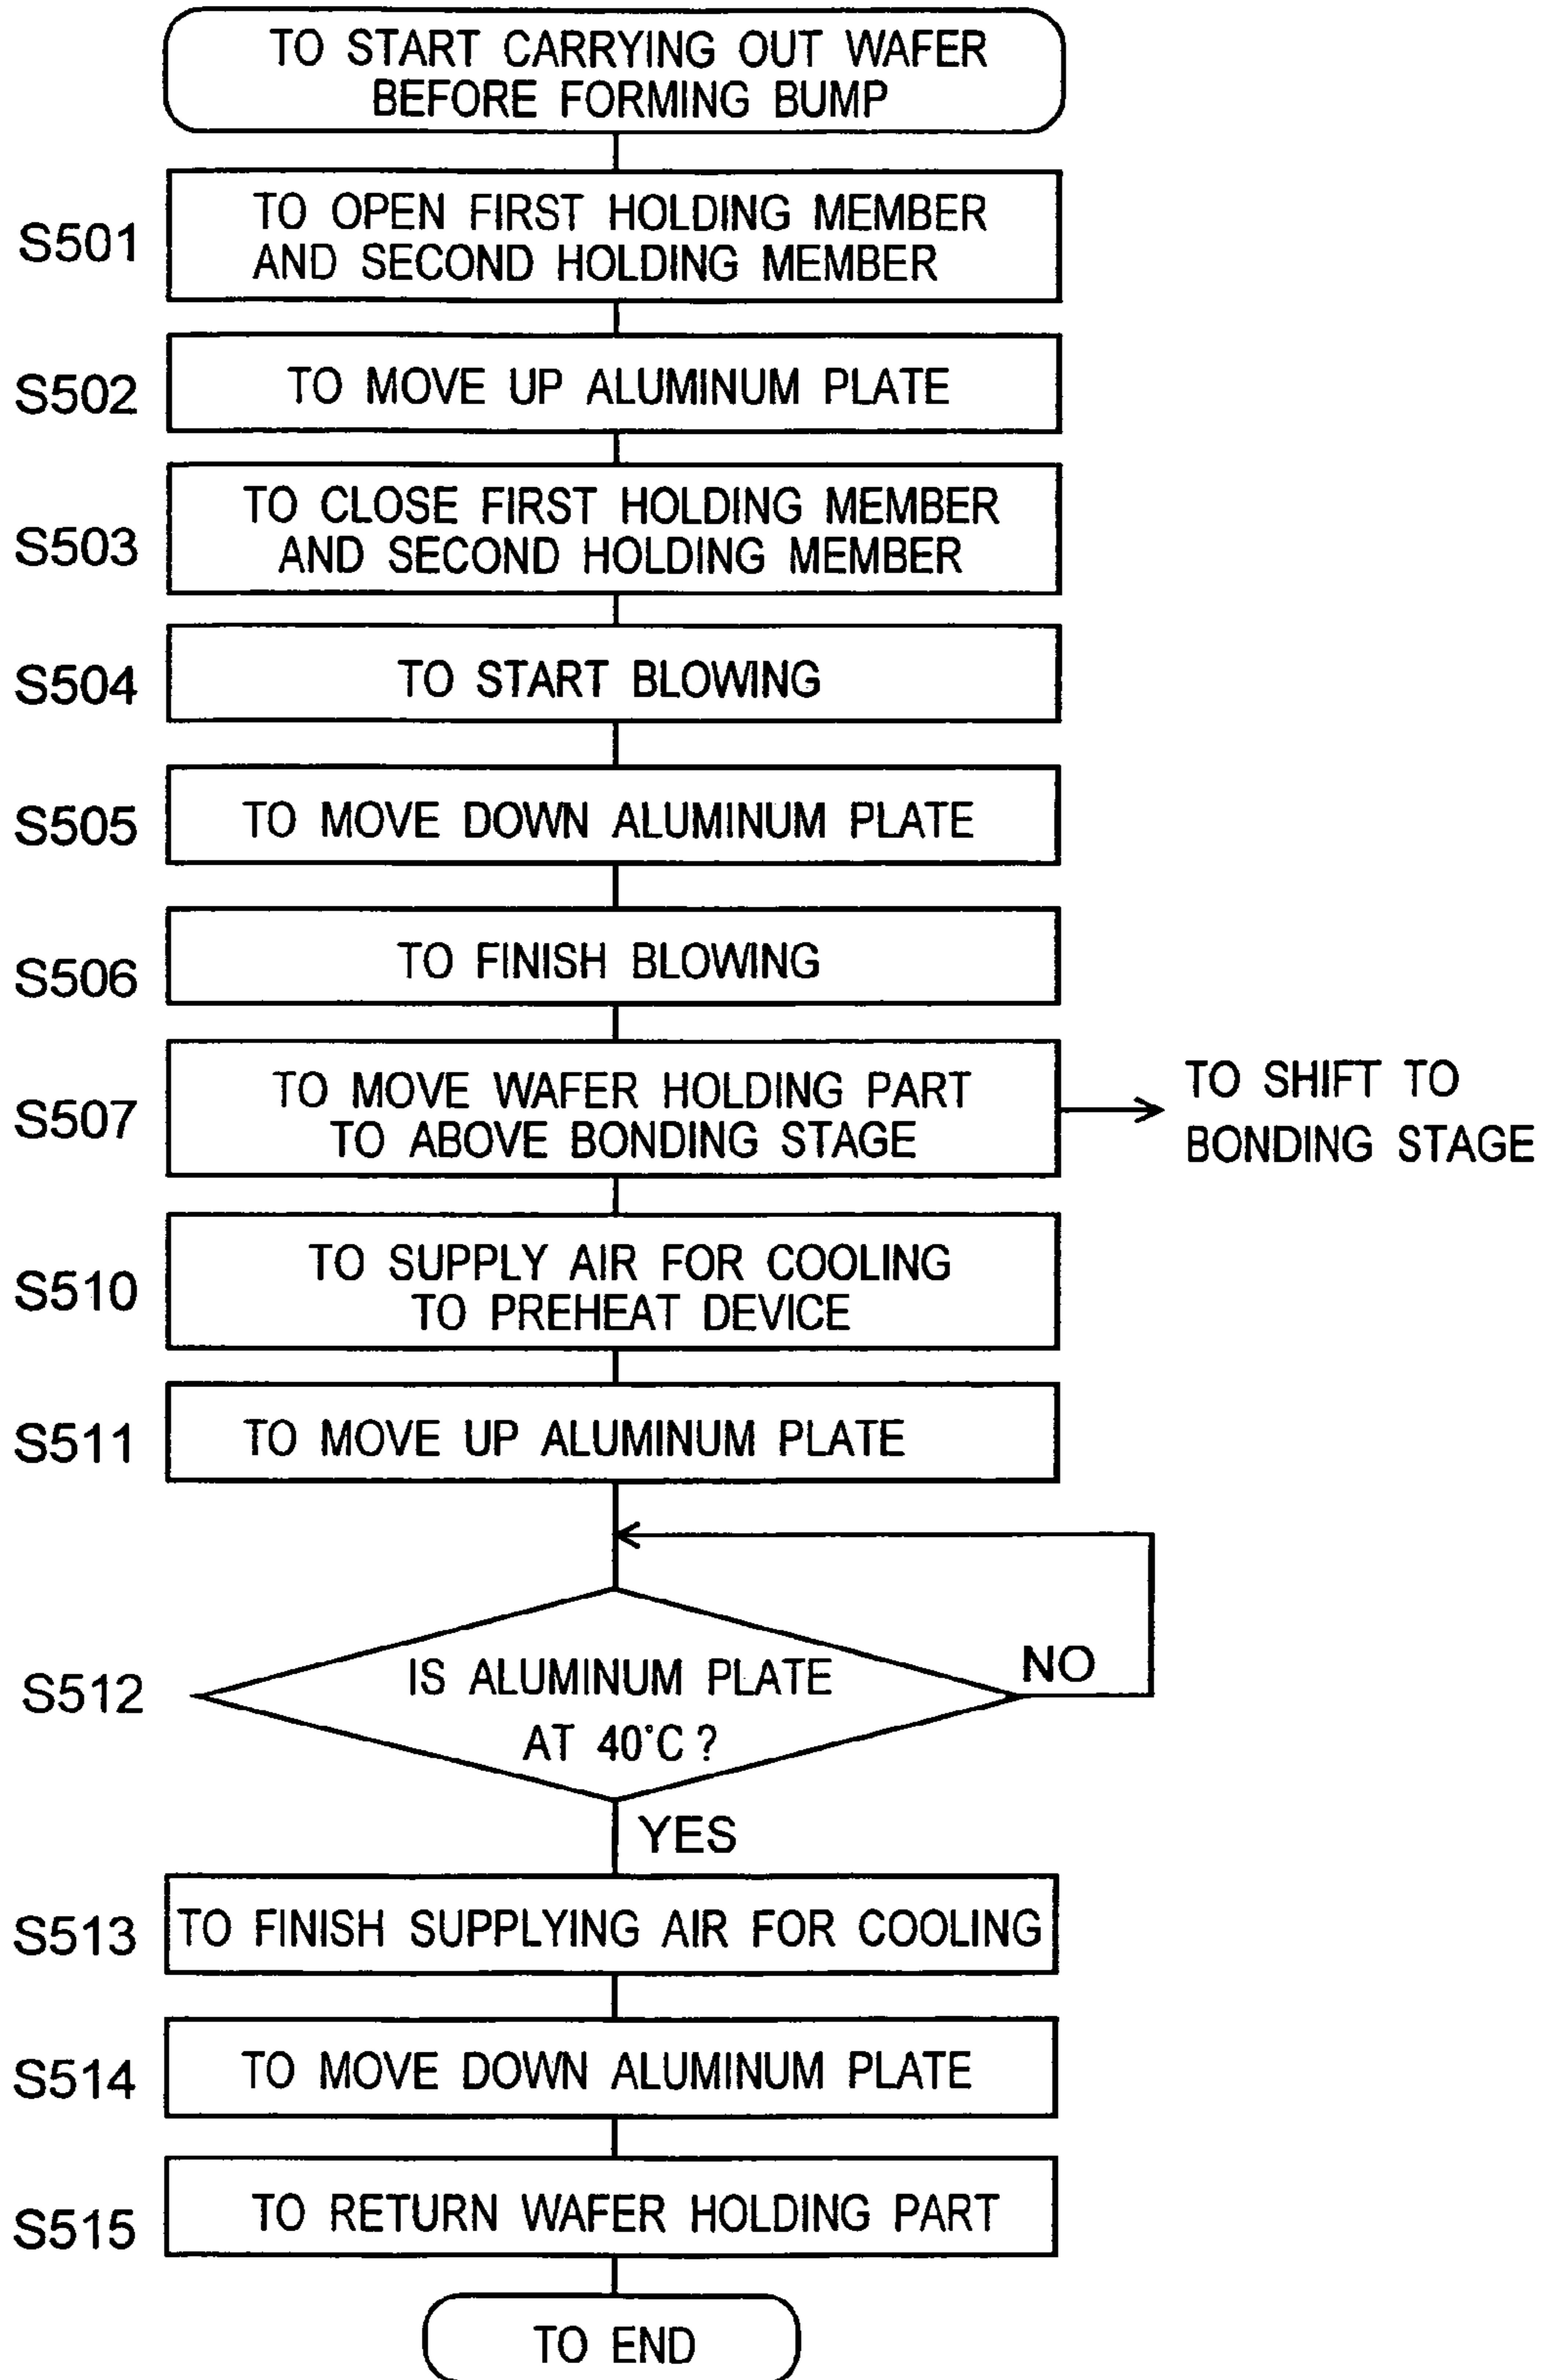 TO START CARRYING OUT WAFER
BEFORE FORMING BUMP
S501
TO OPEN FIRST HOLDING MEMBER
AND SECOND HOLDING MEMBER
S502
TO MOVE UP ALUMINUM PLATE
S503
TO CLOSE FIRST HOLDING MEMBER
AND SECOND HOLDING MEMBER
S504
TO START BLOWING
S505
TO MOVE DOWN ALUMINUM PLATE
S506
TO FINISH BLOWING
S507
TO MOVE WAFER HOLDING PART
TO ABOVE BONDING STAGE
TO SHIFT TO
BONDING STAGE
S510
TO SUPPLY AIR FOR COOLING
TO PREHEAT DEVICE
S511
TO MOVE UP ALUMINUM PLATE
S512
IS ALUMINUM PLATE
AT 40°C ?
NO
YES
S513
TO FINISH SUPPLYING AIR FOR COOLING
S514
TO MOVE DOWN ALUMINUM PLATE
S515
TO RETURN WAFER HOLDING PART
TO END